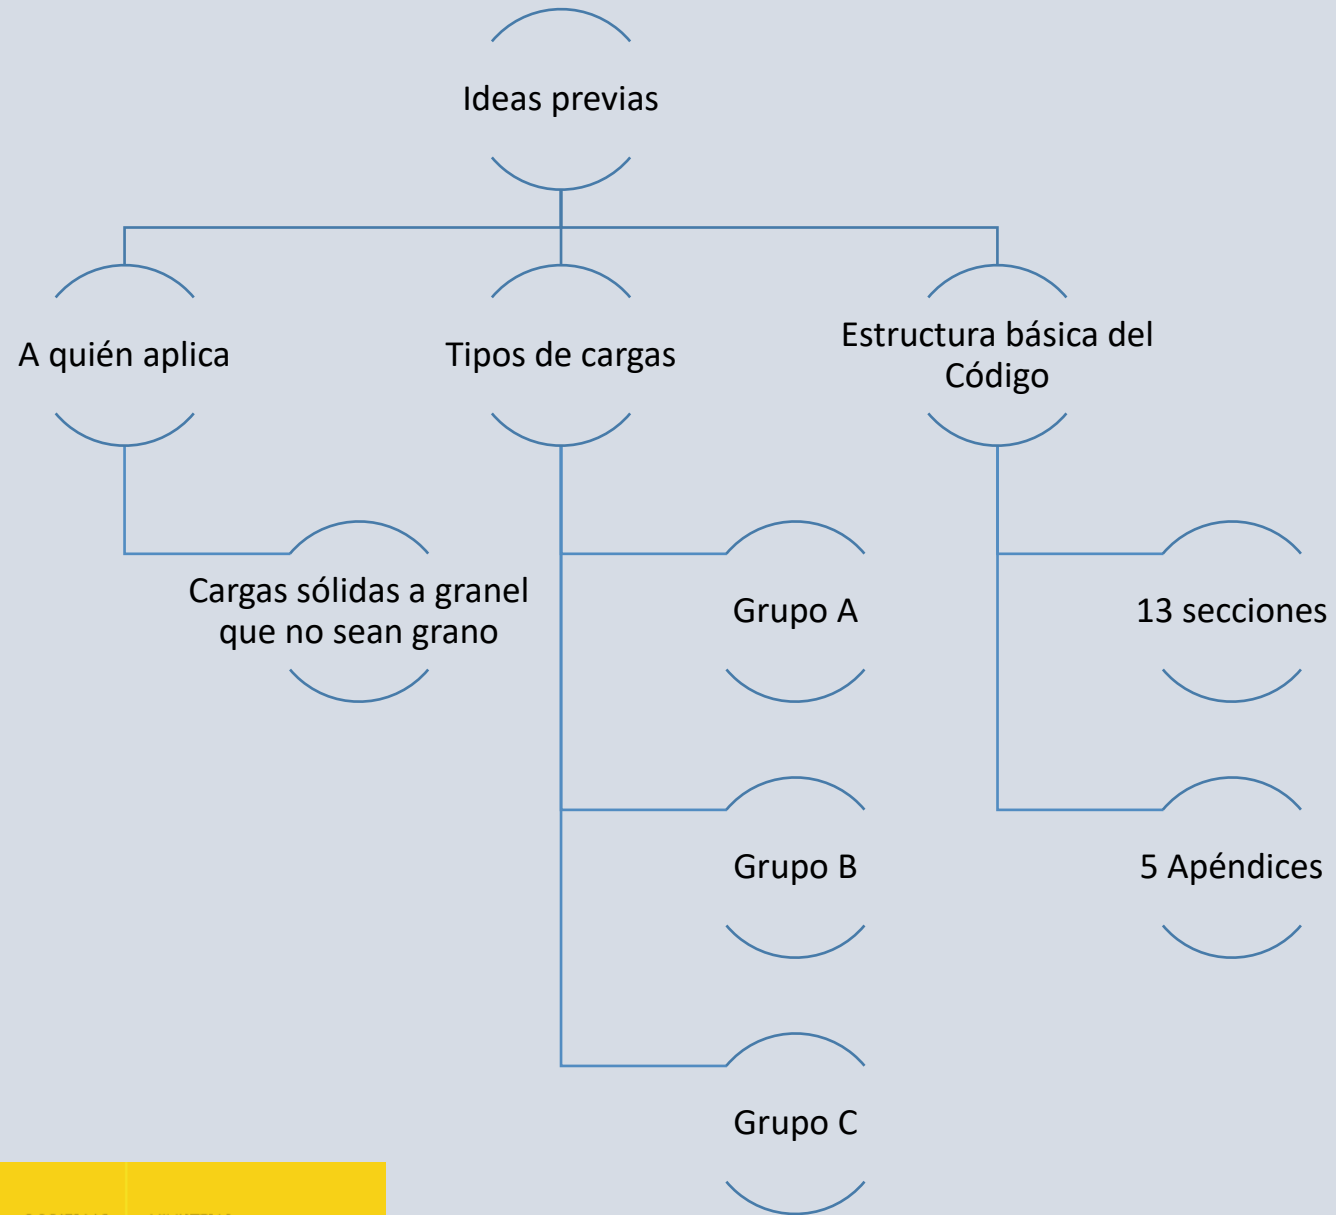 Ideas previas
A quién aplica
Tipos de cargas
Estructura básica del
Código
Cargas sólidas a granel
que no sean grano
Grupo A
13 secciones
Grupo B
5 Apéndices
Grupo C